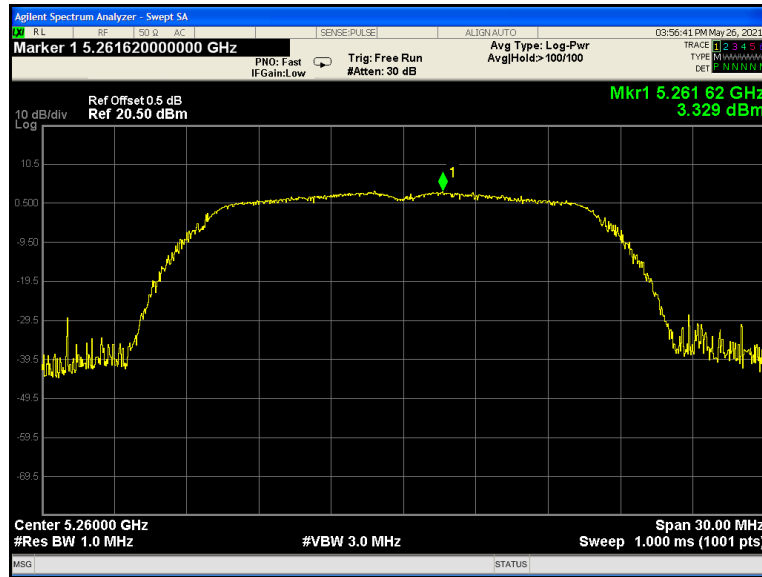 Agilent Spectrum Analyzer - Swept SA
LXI RL RF 50 Ω AC SENSE:PULSE ALIGN AUTO 03:56:41 PM May 26, 2021
Marker 1 5.261620000000 GHz
PNO: Fast
IFGain:Low
Trig: Free Run
#Atten: 30 dB
Avg Type: Log-Pwr
Avg|Hold:> 100/100
TRACE 1 2 3 4 5
TYPE M
DET P N N N N
Mkr1 5.261 62 GHz
3.329 dBm
Ref Offset 0.5 dB
10 dB/div Ref 20.50 dBm
Log
10.5
1
0.500
-9.50
-19.5
-29.5
-39.5
-49.5
-59.5
-69.5
Center 5.26000 GHz Span 30.00 MHz
#Res BW 1.0 MHz #VBW 3.0 MHz Sweep 1.000 ms (1001 pts)
MSG STATUS